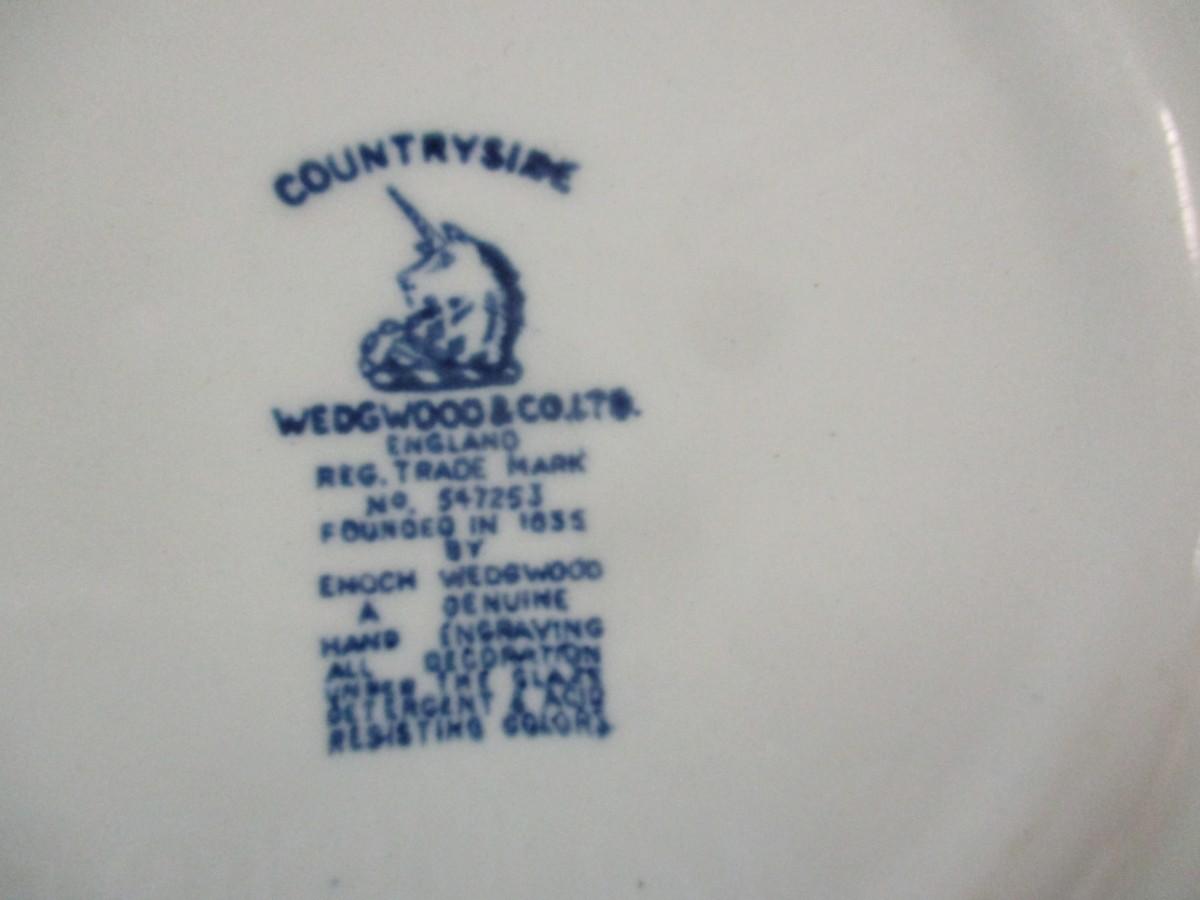 COUNTRYSIDE
WEDGWOOD & CO. LTD.
ENGLAND
REG. TRADE MARK
No. 547253
FOUNDED IN 1835
BY
ENOCH WEDGWOOD
A GENUINE
HAND ENGRAVING
ALL DECORATION
UNDER THE GLAZE
DETERGENT & ACID
RESISTING COLORS